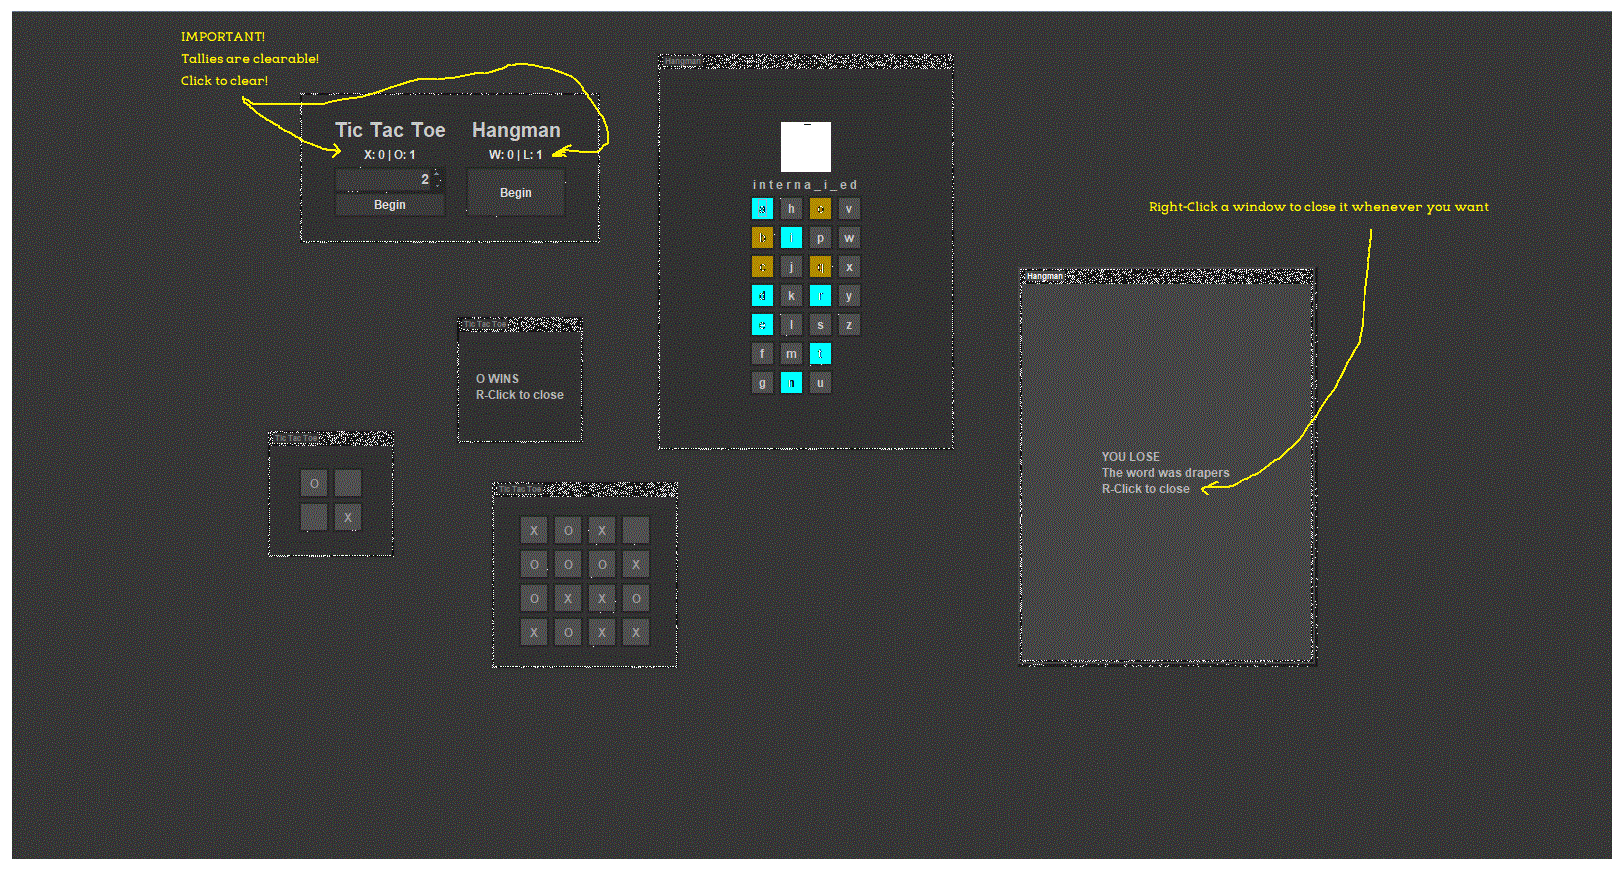 IMPORTANT!
Tallies are clearable!
Click to clear!
Tic Tac Toe
X: 0 | O: 1
2
Begin
Hangman
W: 0 | L: 1
Begin
Hangman
interna_i_ed
a h o v
b i p w
c j q x
d k r y
e l s z
f m t
g n u
Right-Click a window to close it whenever you want
Hangman
YOU LOSE
The word was drapers
R-Click to close
Tic Tac Toe
O WINS
R-Click to close
Tic Tac Toe
O
X
Tic Tac Toe
X O X
O O O X
O X X O
X O X X